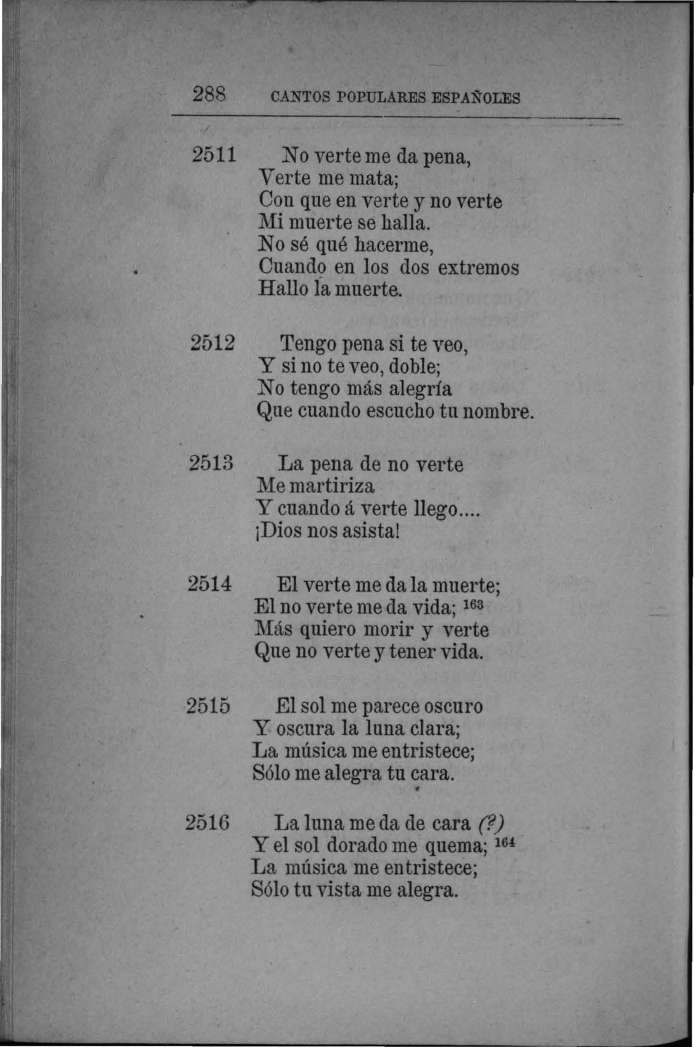 288 CANTOS POPULARES ESPAÑOLES
2511 No verte me da pena,
Verte me mata;
Con que en verte y no verte
Mi muerte se halla.
No sé qué hacerme,
Cuando en los dos extremos
Hallo la muerte.
2512 Tengo pena si te veo,
Y si no te veo, doble;
No tengo más alegría
Que cuando escucho tu nombre.
2513 La pena de no verte
Me martiriza
Y cuando á verte llego....
¡Dios nos asista!
2514 El verte me da la muerte;
El no verte me da vida; 163
Más quiero morir y verte
Que no verte y tener vida.
2515 El sol me parece oscuro
Y oscura la luna clara;
La música me entristece;
Sólo me alegra tu cara.
2516 La luna me da de cara (?)
Y el sol dorado me quema; 164
La música me entristece;
Sólo tu vista me alegra.